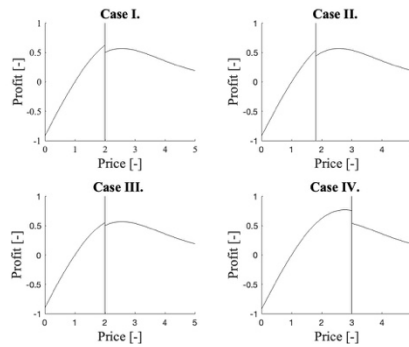 Case I.
Profit [-]
1
0.5
0
-0.5
-1
0 1 2 3 4 5
Price [-]
Case II.
Profit [-]
1
0.5
0
-0.5
-1
0 1 2 3 4
Price [-]
Case III.
Profit [-]
1
0.5
0
-0.5
-1
0 1 2 3 4 5
Price [-]
Case IV.
Profit [-]
1
0.5
0
-0.5
-1
0 1 2 3 4
Price [-]